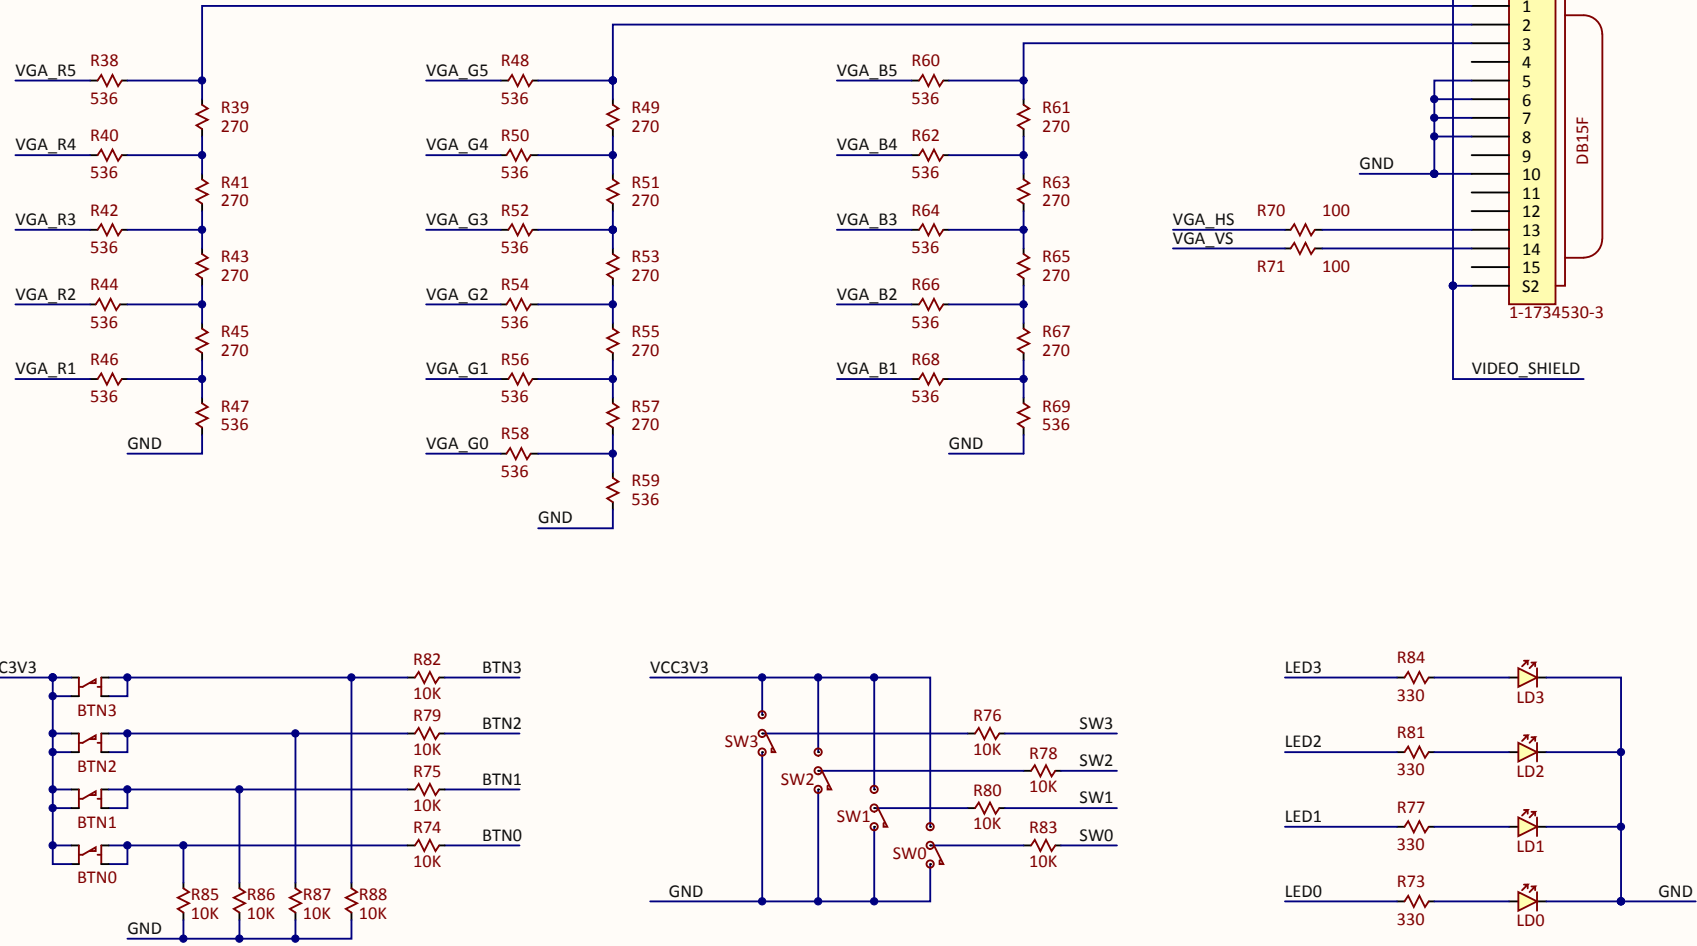 1
2
3
4
5
6
7
8
9
10
11
12
13
14
15
S2
DB15F
1-1734530-3
VIDEO_SHIELD
GND
VGA_HS R70 100
VGA_VS
R71 100
VGA_R5 R38
536
R39
270
VGA_R4 R40
536
R41
270
VGA_R3 R42
536
R43
270
VGA_R2 R44
536
R45
270
VGA_R1 R46
536
R47
536
GND
VGA_G5 R48
536
R49
270
VGA_G4 R50
536
R51
270
VGA_G3 R52
536
R53
270
VGA_G2 R54
536
R55
270
VGA_G1 R56
536
R57
270
VGA_G0 R58
536
R59
536
GND
VGA_B5 R60
536
R61
270
VGA_B4 R62
536
R63
270
VGA_B3 R64
536
R65
270
VGA_B2 R66
536
R67
270
VGA_B1 R68
536
R69
536
GND
C3V3
BTN3
R82
10K
BTN3
BTN2
R79
10K
BTN2
BTN1
R75
10K
BTN1
BTN0
R74
10K
BTN0
R85
10K
R86
10K
R87
10K
R88
10K
GND
VCC3V3
SW3
R76
10K
SW3
SW2
R78
10K
SW2
SW1
R80
10K
SW1
SW0
R83
10K
SW0
GND
LED3
R84
330
LD3
LED2
R81
330
LD2
LED1
R77
330
LD1
LED0
R73
330
LD0
GND